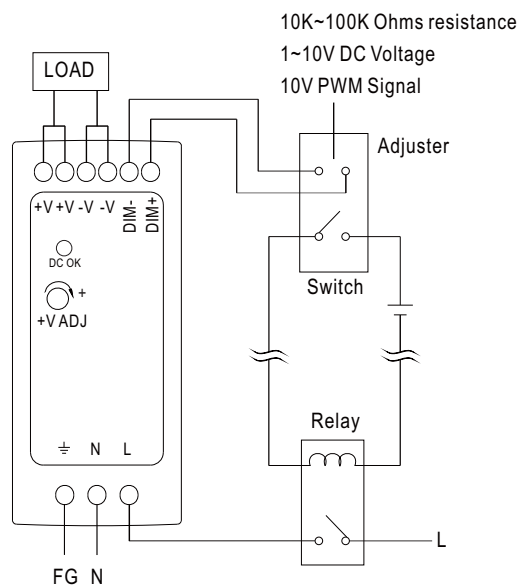 10K~100K Ohms resistance
1~10V DC Voltage
10V PWM Signal
LOAD
Adjuster
+V +V -V -V DIM- DIM+
DC OK
+
+V ADJ
Switch
Relay
N L
L
FG N